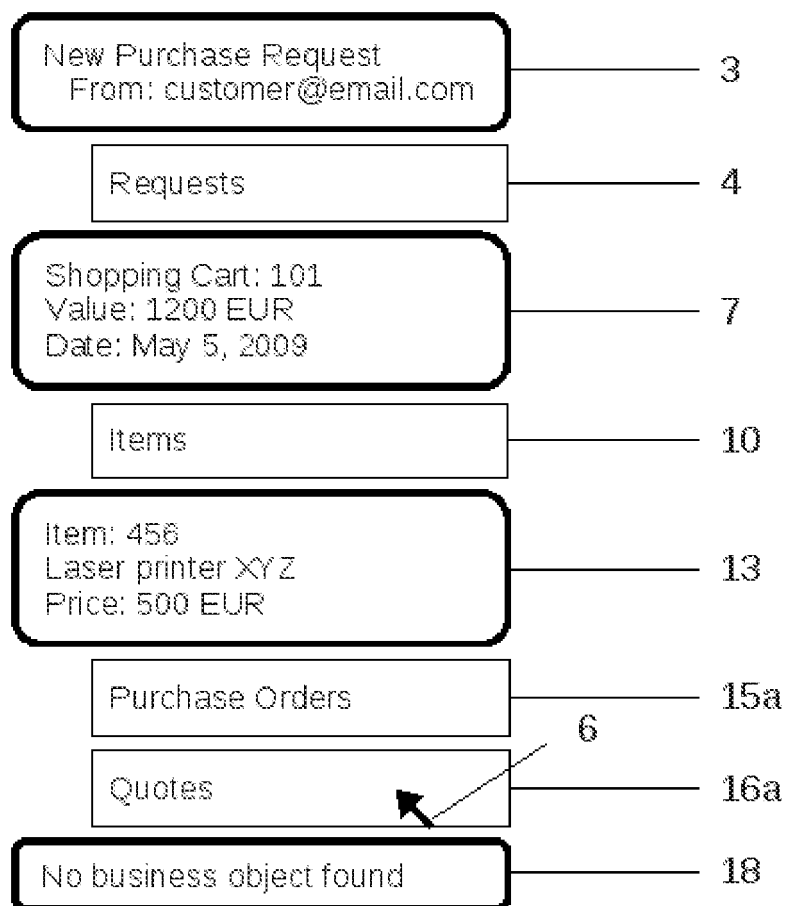 New Purchase Request
From: customer@email.com
3
Requests
4
Shopping Cart: 101
Value: 1200 EUR
Date: May 5, 2009
7
Items
10
Item: 456
Laser printer XYZ
Price: 500 EUR
13
Purchase Orders
15a
6
Quotes
16a
No business object found
18